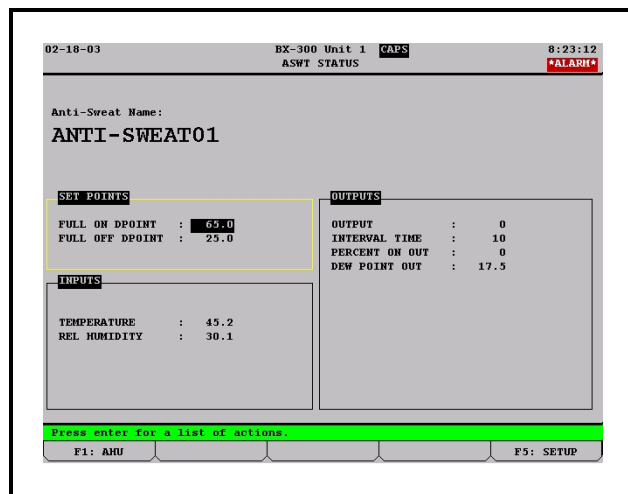 02-18-03 BX-300 Unit 1 CAPS 8:23:12
ASWT STATUS *ALARM*
Anti-Sweat Name:
ANTI-SWEAT01
SET POINTS
FULL ON DPOINT : 65.0
FULL OFF DPOINT : 25.0
INPUTS
TEMPERATURE : 45.2
REL HUMIDITY : 30.1
OUTPUTS
OUTPUT : 0
INTERVAL TIME : 10
PERCENT ON OUT : 0
DEW POINT OUT : 17.5
Press enter for a list of actions.
F1: AHU F5: SETUP